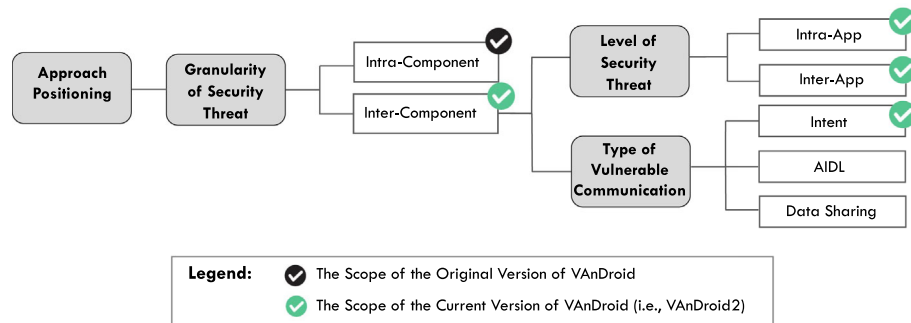 Approach
Positioning
Granularity
of Security
Threat
Intra-Component
Inter-Component
Level of
Security
Threat
Type of
Vulnerable
Communication
Intra-App
Inter-App
Intent
AIDL
Data Sharing
Legend:
The Scope of the Original Version of VAnDroid
The Scope of the Current Version of VAnDroid (i.e., VAnDroid2)